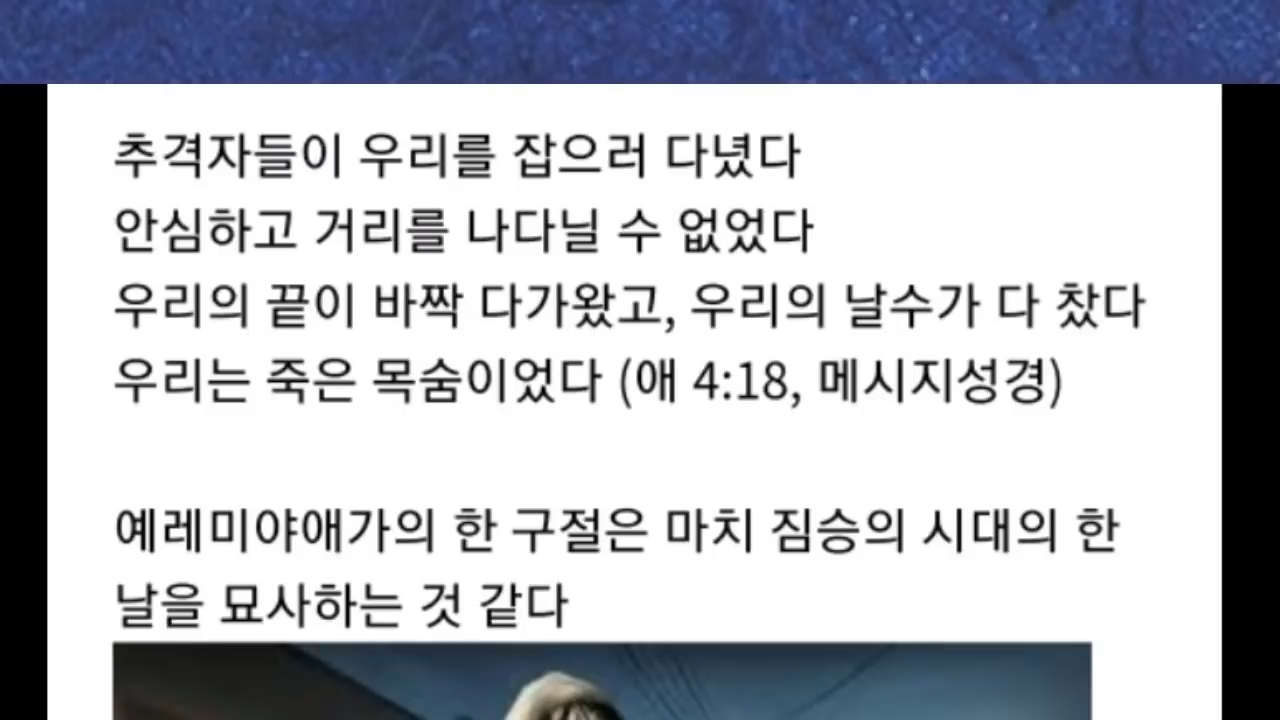 추격자들이 우리를 잡으러 다녔다
안심하고 거리를 나다닐 수 없었다
우리의 끝이 바짝 다가왔고, 우리의 날수가 다 찼다
우리는 죽은 목숨이었다 (애 4:18, 메시지성경)
예레미야애가의 한 구절은 마치 짐승의 시대의 한
날을 묘사하는 것 같다